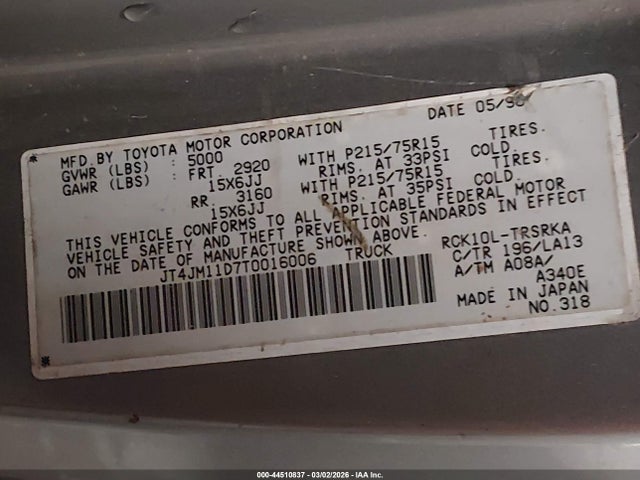 MFD.BY TOYOTA MOTOR CORPORATION DATE 05/96
GVWR (LBS) : 5000
GAWR (LBS) : FRT. 2920 WITH P215/75R15 TIRES.
15X6JJ RIMS. AT 33PSI COLD.
RR. 3160 WITH P215/75R15 TIRES.
15X6JJ RIMS. AT 35PSI COLD.
THIS VEHICLE CONFORMS TO ALL APPLICABLE FEDERAL MOTOR
VEHICLE SAFETY AND THEFT PREVENTION STANDARDS IN EFFECT
ON THE DATE OF MANUFACTURE SHOWN ABOVE.
JT4JM11D7T0016006 TRUCK
RCK10L-TRSRKA
C/TR 196/LA13
A/TM A08A/
A340E
MADE IN JAPAN
NO.318
000-44510837 - 03/02/2026 - IAA Inc.